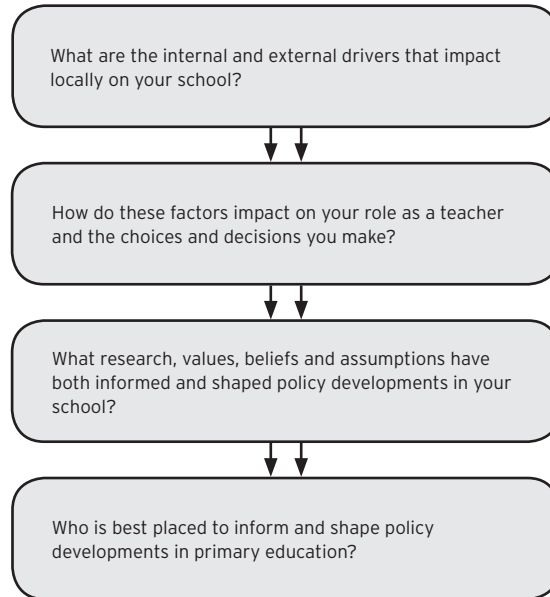 What are the internal and external drivers that impact
locally on your school?
How do these factors impact on your role as a teacher
and the choices and decisions you make?
What research, values, beliefs and assumptions have
both informed and shaped policy developments in your
school?
Who is best placed to inform and shape policy
developments in primary education?